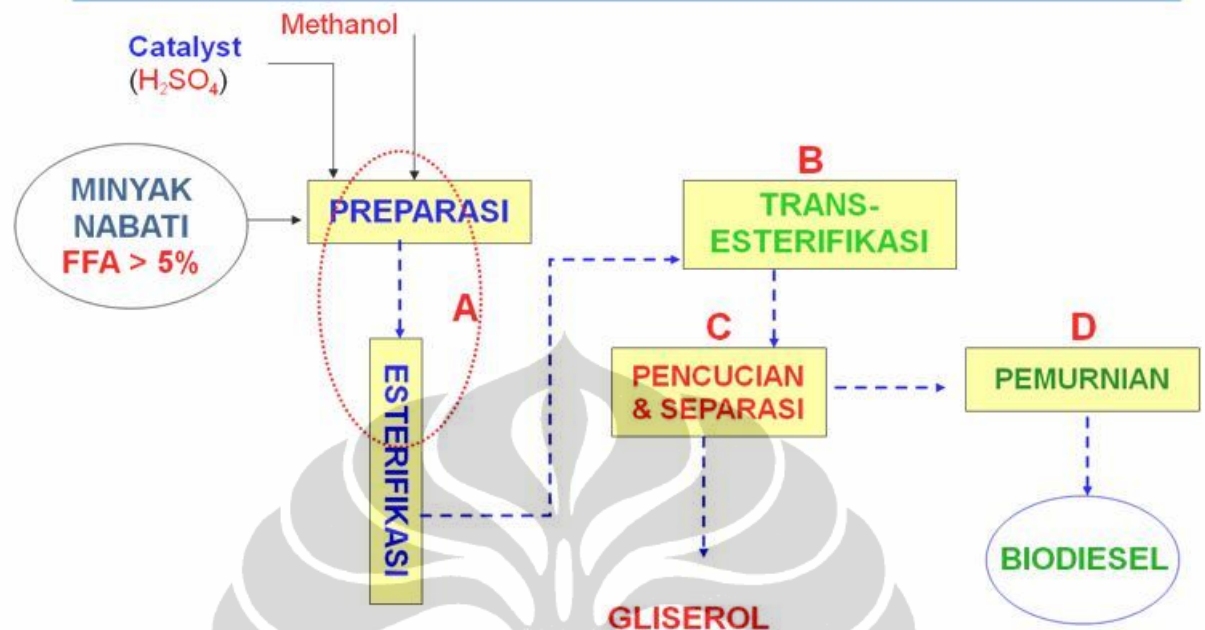 Methanol
Catalyst
(H₂SO₄)
MINYAK
NABATI
FFA > 5%
PREPARASI
A
ESTERIFIKASI
B
TRANS-
ESTERIFIKASI
C
PENCUCIAN
& SEPARASI
D
PEMURNIAN
BIODIESEL
GLISEROL